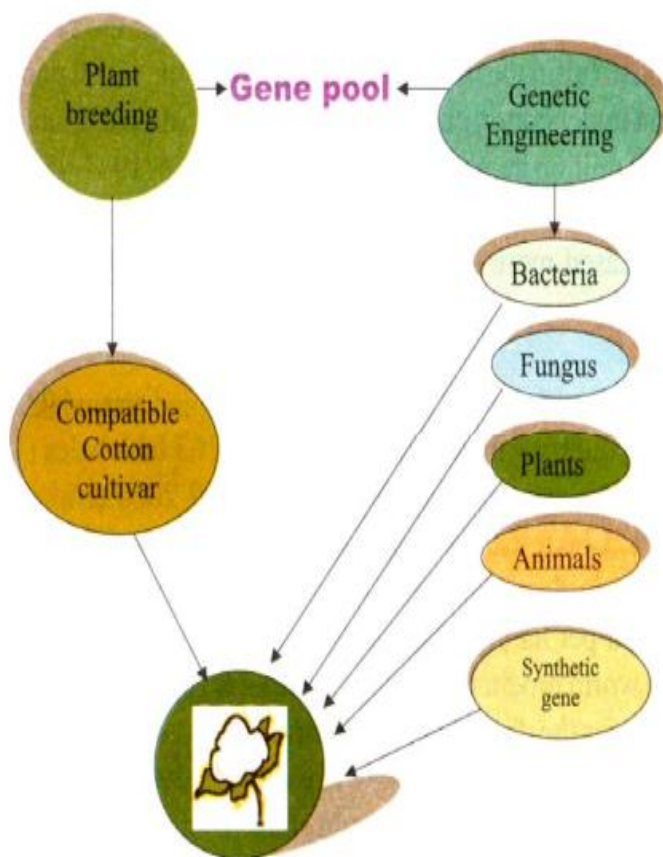 Plant
breeding
Gene pool
Genetic
Engineering
Bacteria
Fungus
Compatible
Cotton
cultivar
Plants
Animals
Synthetic
gene